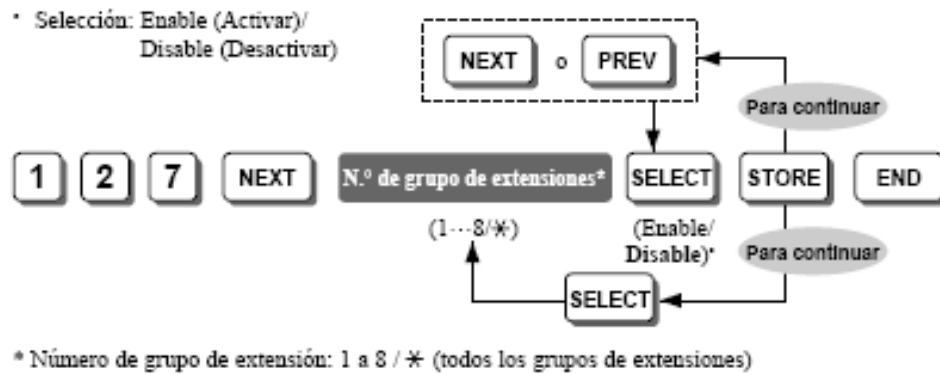 • Selección: Enable (Activar)/
Disable (Desactivar)
NEXT o PREV
Para continuar
1 2 7 NEXT N.º de grupo de extensiones* SELECT STORE END
(1···8/✳) (Enable/
Disable)•
Para continuar
SELECT
* Número de grupo de extensión: 1 a 8 / ✳ (todos los grupos de extensiones)